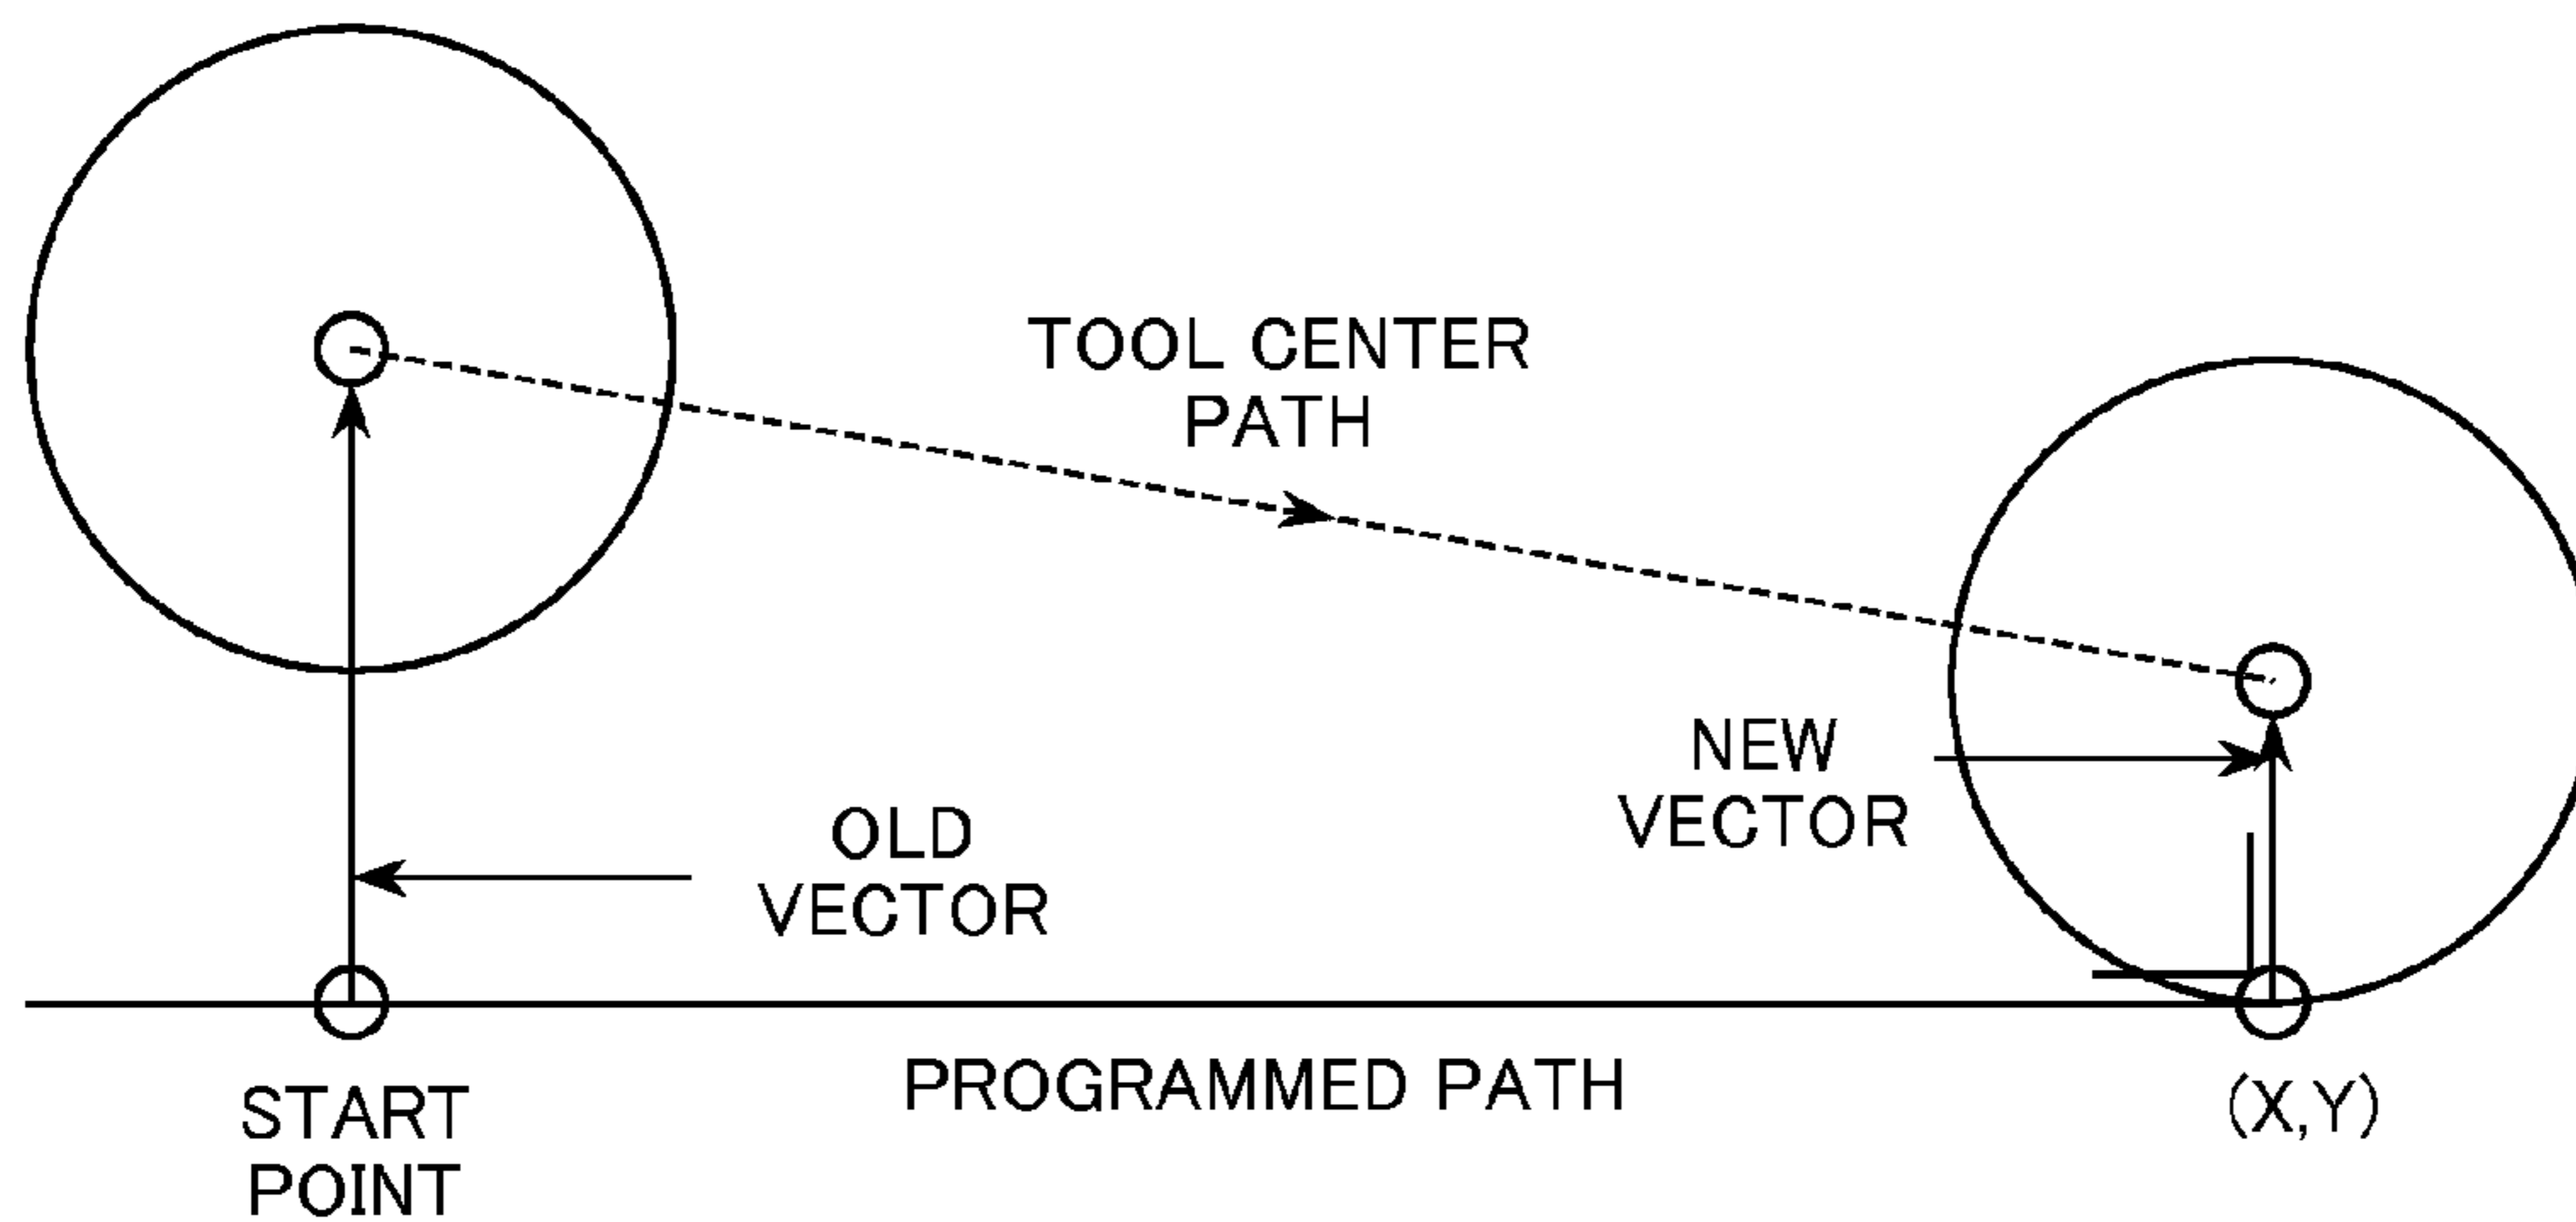 TOOL CENTER
PATH
NEW
VECTOR
OLD
VECTOR
PROGRAMMED PATH
START
POINT
(X,Y)